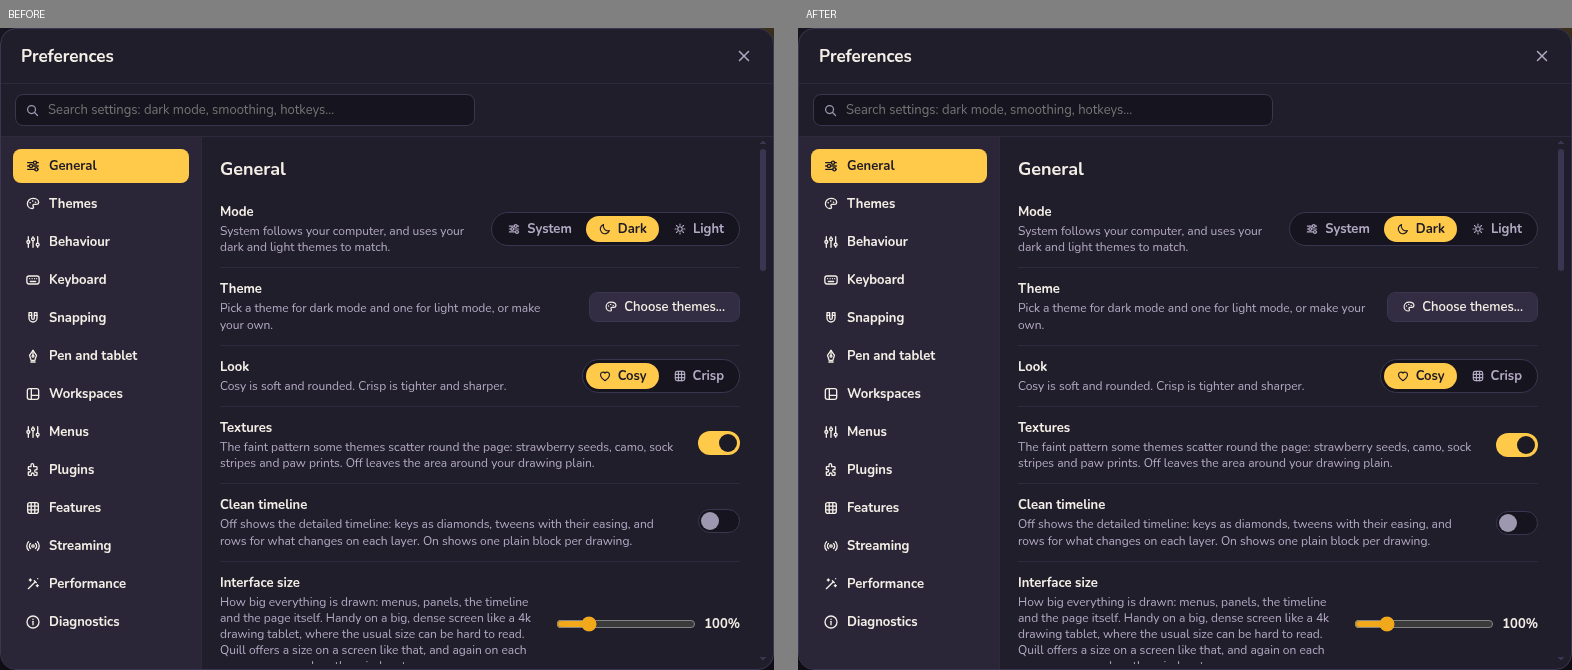 BEFORE
Preferences
Search settings: dark mode, smoothing, hotkeys...
General
Themes
Behaviour
Keyboard
Snapping
Pen and tablet
Workspaces
Menus
Plugins
Features
Streaming
Performance
Diagnostics
General
Mode
System follows your computer, and uses your
dark and light themes to match.
System Dark Light
Theme
Pick a theme for dark mode and one for light mode, or make
your own.
Choose themes...
Look
Cosy is soft and rounded. Crisp is tighter and sharper.
Cosy Crisp
Textures
The faint pattern some themes scatter round the page: strawberry seeds, camo, sock
stripes and paw prints. Off leaves the area around your drawing plain.
Clean timeline
Off shows the detailed timeline: keys as diamonds, tweens with their easing, and
rows for what changes on each layer. On shows one plain block per drawing.
Interface size
How big everything is drawn: menus, panels, the timeline
and the page itself. Handy on a big, dense screen like a 4k
drawing tablet, where the usual size can be hard to read.
Quill offers a size on a screen like that, and again on each
100%
AFTER
Preferences
Search settings: dark mode, smoothing, hotkeys...
General
Themes
Behaviour
Keyboard
Snapping
Pen and tablet
Workspaces
Menus
Plugins
Features
Streaming
Performance
Diagnostics
General
Mode
System follows your computer, and uses your
dark and light themes to match.
System Dark Light
Theme
Pick a theme for dark mode and one for light mode, or make your
own.
Choose themes...
Look
Cosy is soft and rounded. Crisp is tighter and sharper.
Cosy Crisp
Textures
The faint pattern some themes scatter round the page: strawberry seeds, camo, sock
stripes and paw prints. Off leaves the area around your drawing plain.
Clean timeline
Off shows the detailed timeline: keys as diamonds, tweens with their easing, and
rows for what changes on each layer. On shows one plain block per drawing.
Interface size
How big everything is drawn: menus, panels, the timeline
and the page itself. Handy on a big, dense screen like a 4k
drawing tablet, where the usual size can be hard to read.
Quill offers a size on a screen like that, and again on each
100%